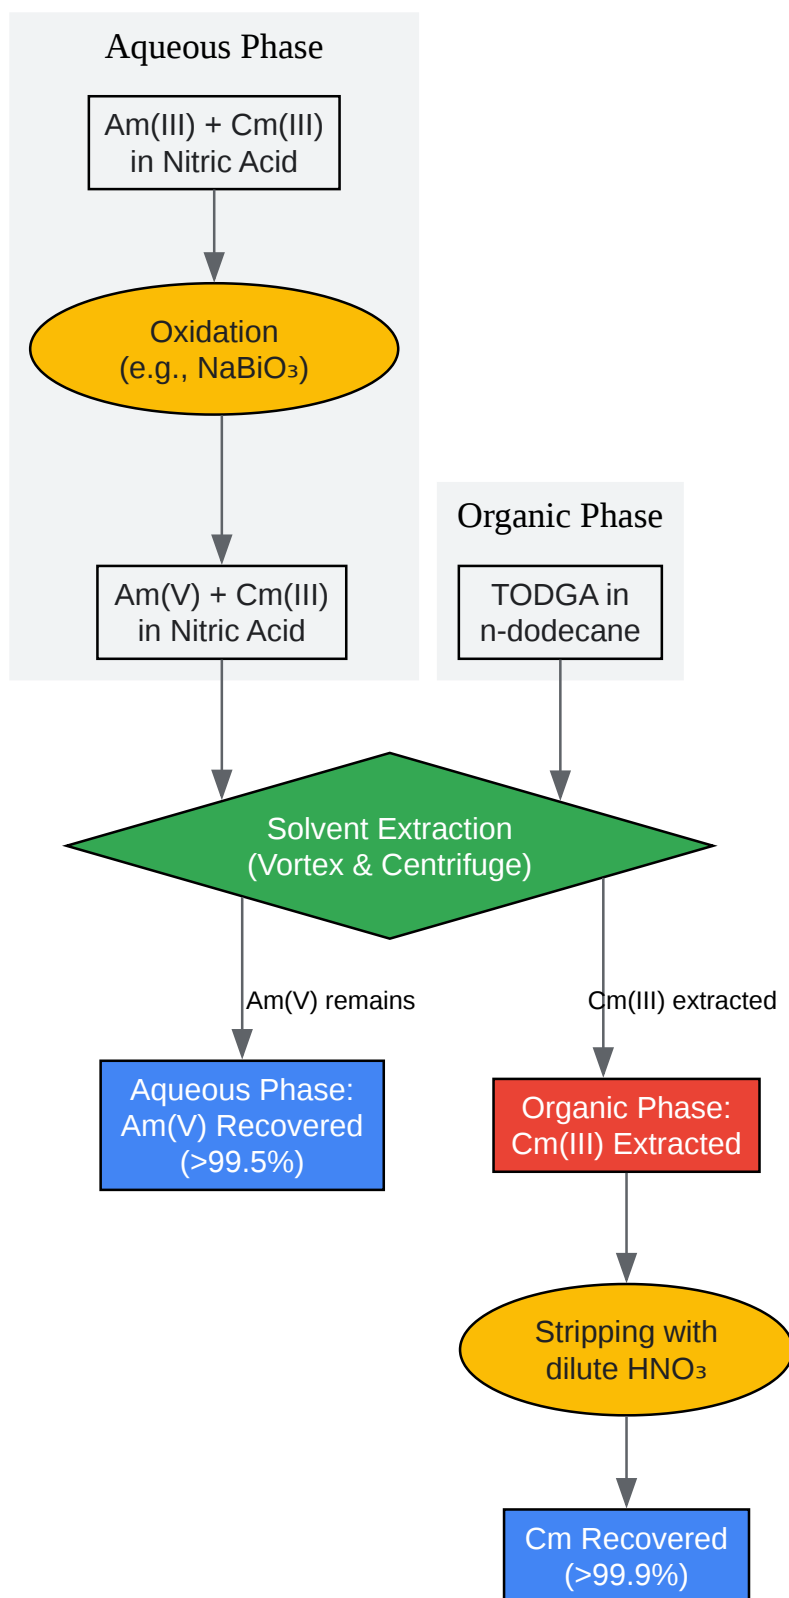 Aqueous Phase
Am(III) + Cm(III)
in Nitric Acid
Oxidation
(e.g., NaBiO₃)
Am(V) + Cm(III)
in Nitric Acid
Organic Phase
TODGA in
n-dodecane
Solvent Extraction
(Vortex & Centrifuge)
Am(V) remains
Cm(III) extracted
Aqueous Phase:
Am(V) Recovered
(>99.5%)
Organic Phase:
Cm(III) Extracted
Stripping with
dilute HNO₃
Cm Recovered
(>99.9%)